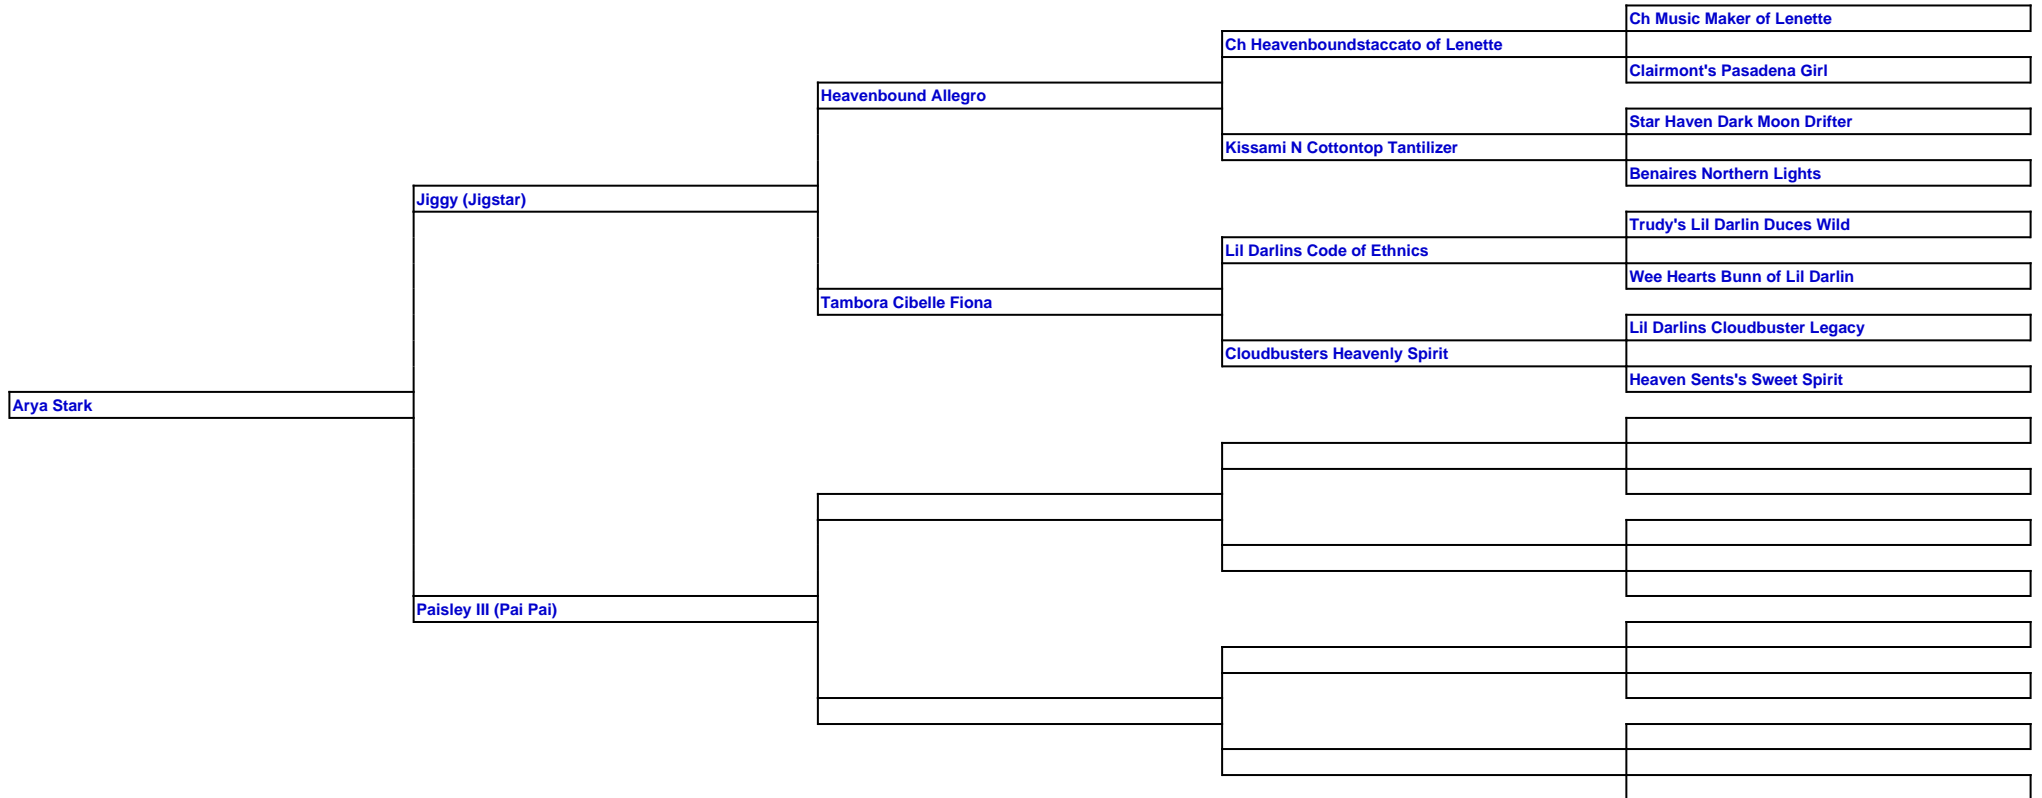 Ch Music Maker of Lenette
Ch Heavenboundstaccato of Lenette
Clairmont's Pasadena Girl
Heavenbound Allegro
Star Haven Dark Moon Drifter
Kissami N Cottontop Tantilizer
Benaires Northern Lights
Jiggy (Jigstar)
Trudy's Lil Darlin Duces Wild
Lil Darlins Code of Ethnics
Wee Hearts Bunn of Lil Darlin
Tambora Cibelle Fiona
Lil Darlins Cloudbuster Legacy
Cloudbusters Heavenly Spirit
Heaven Sents's Sweet Spirit
Arya Stark
Paisley III (Pai Pai)